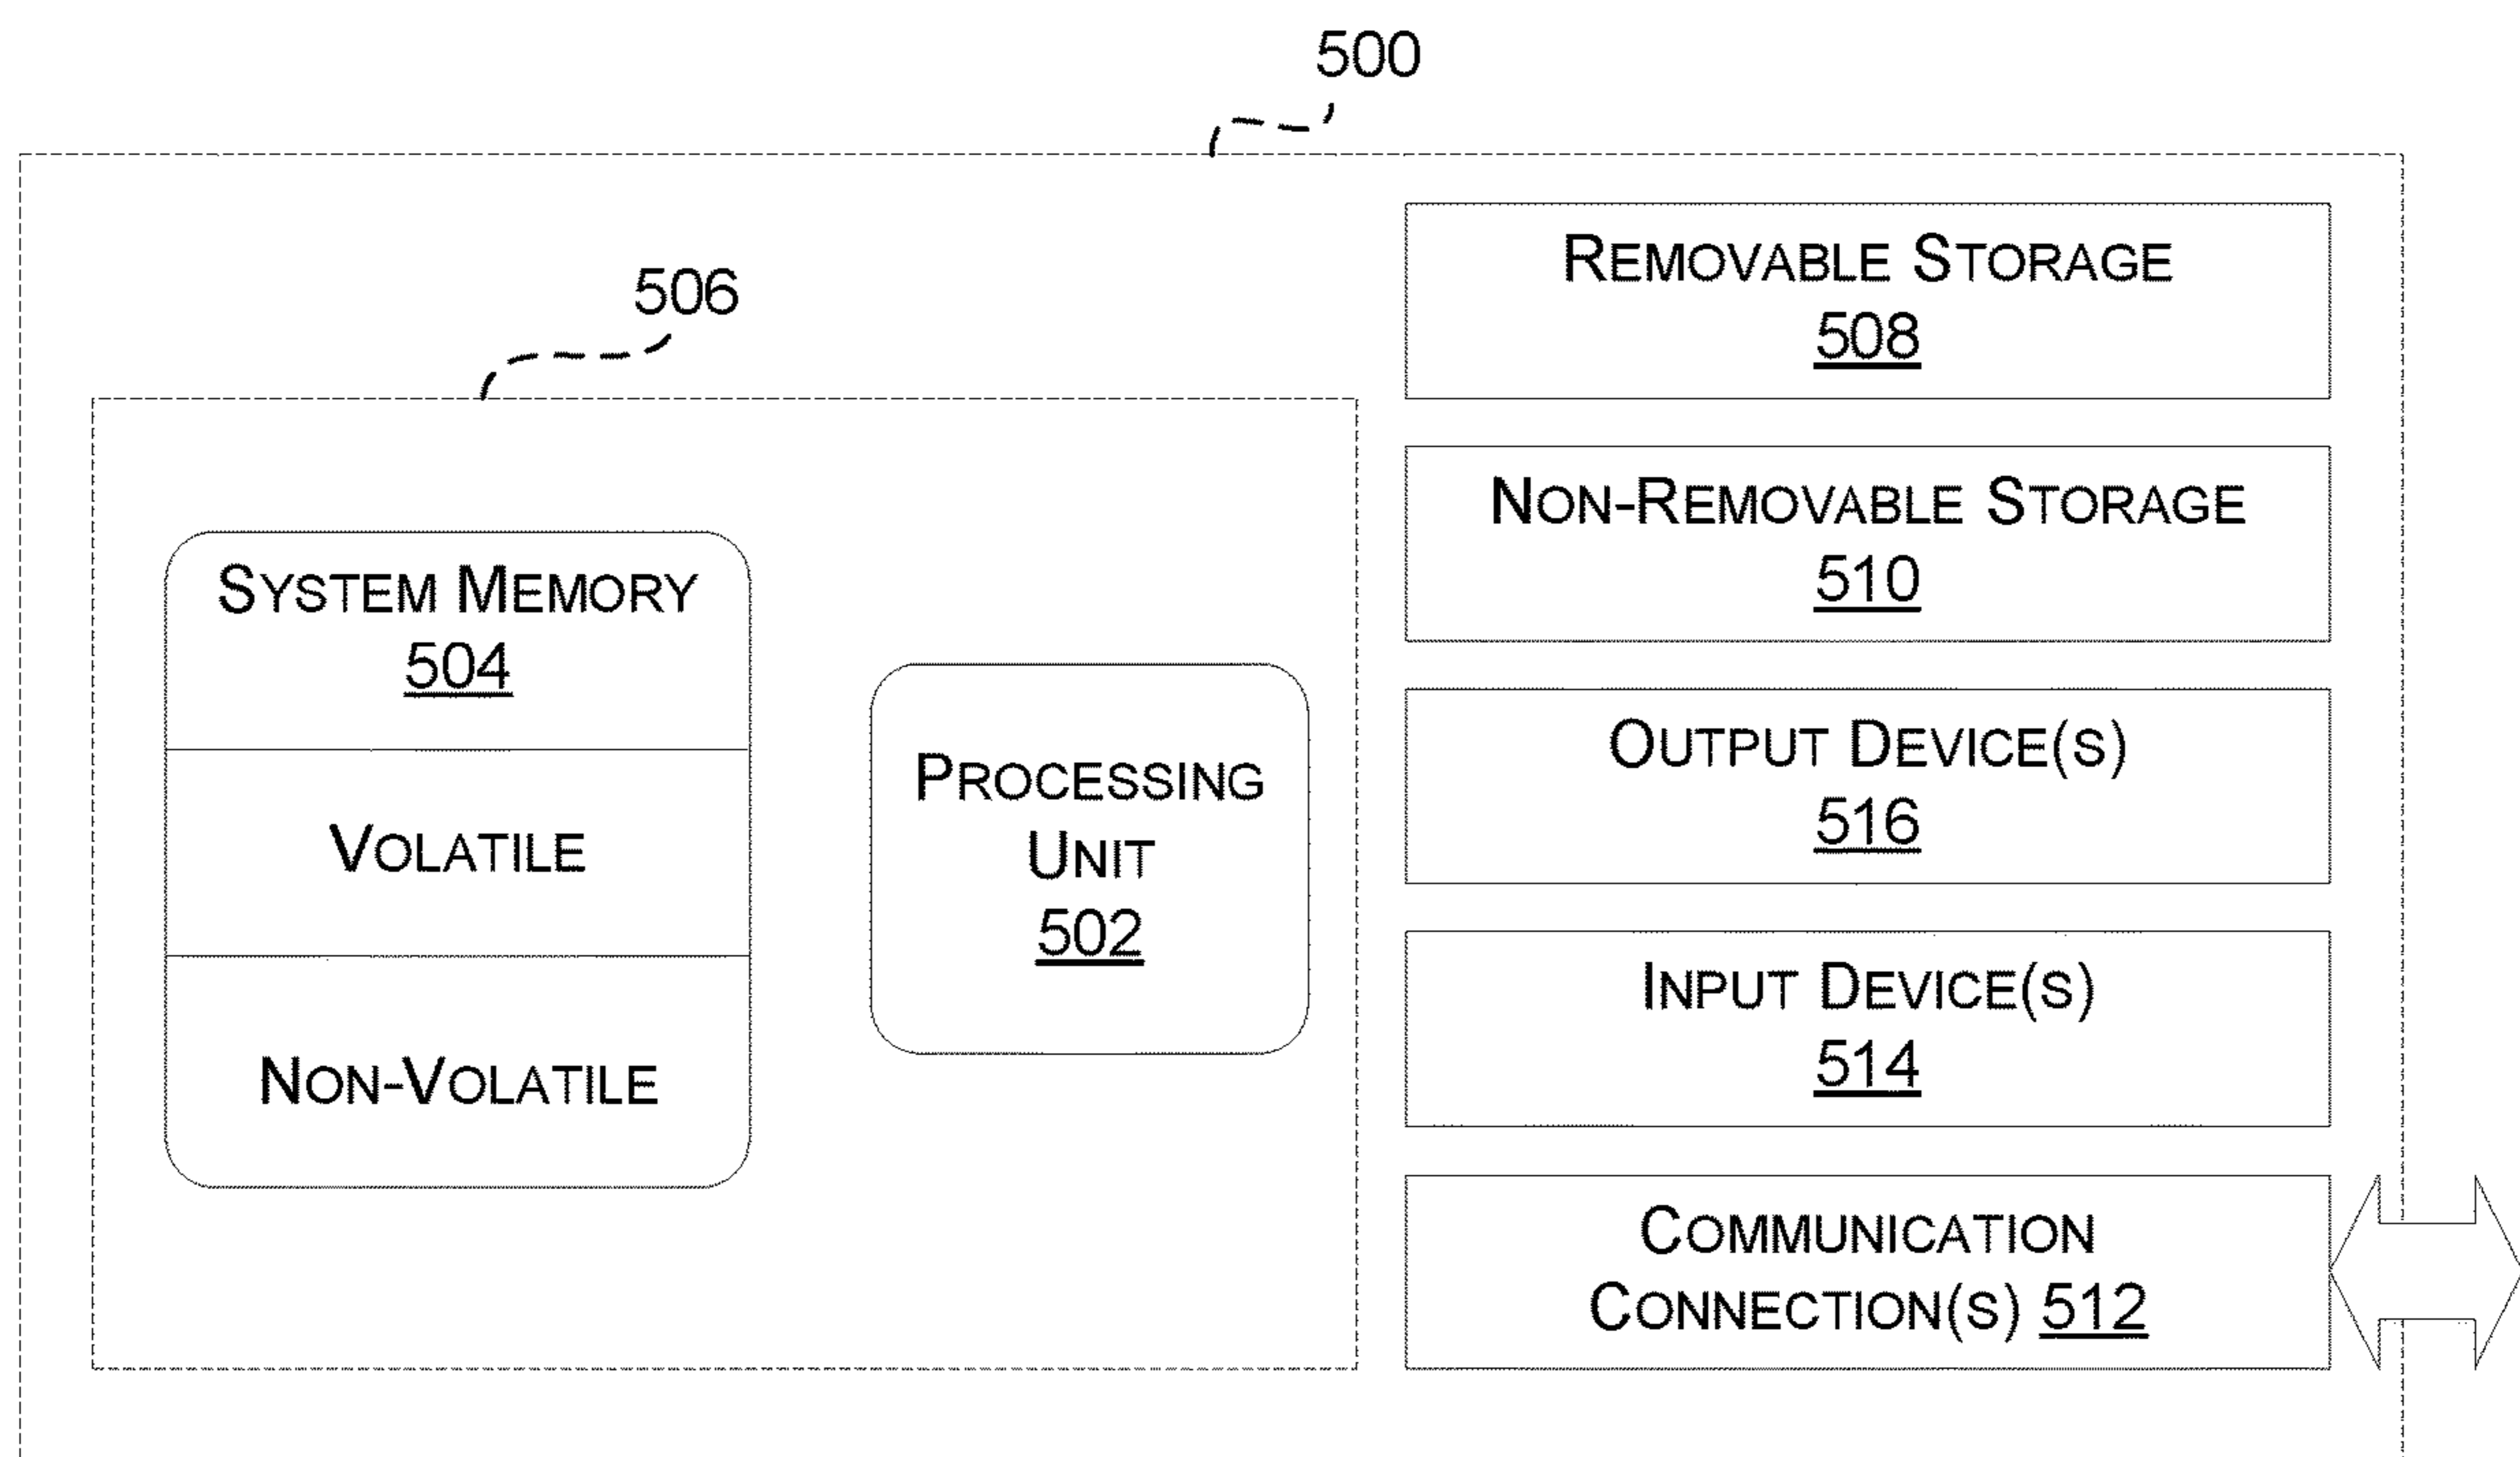 500
506
SYSTEM MEMORY
504
VOLATILE
NON-VOLATILE
PROCESSING
UNIT
502
REMOVABLE STORAGE
508
NON-REMOVABLE STORAGE
510
OUTPUT DEVICE(S)
516
INPUT DEVICE(S)
514
COMMUNICATION
CONNECTION(S) 512